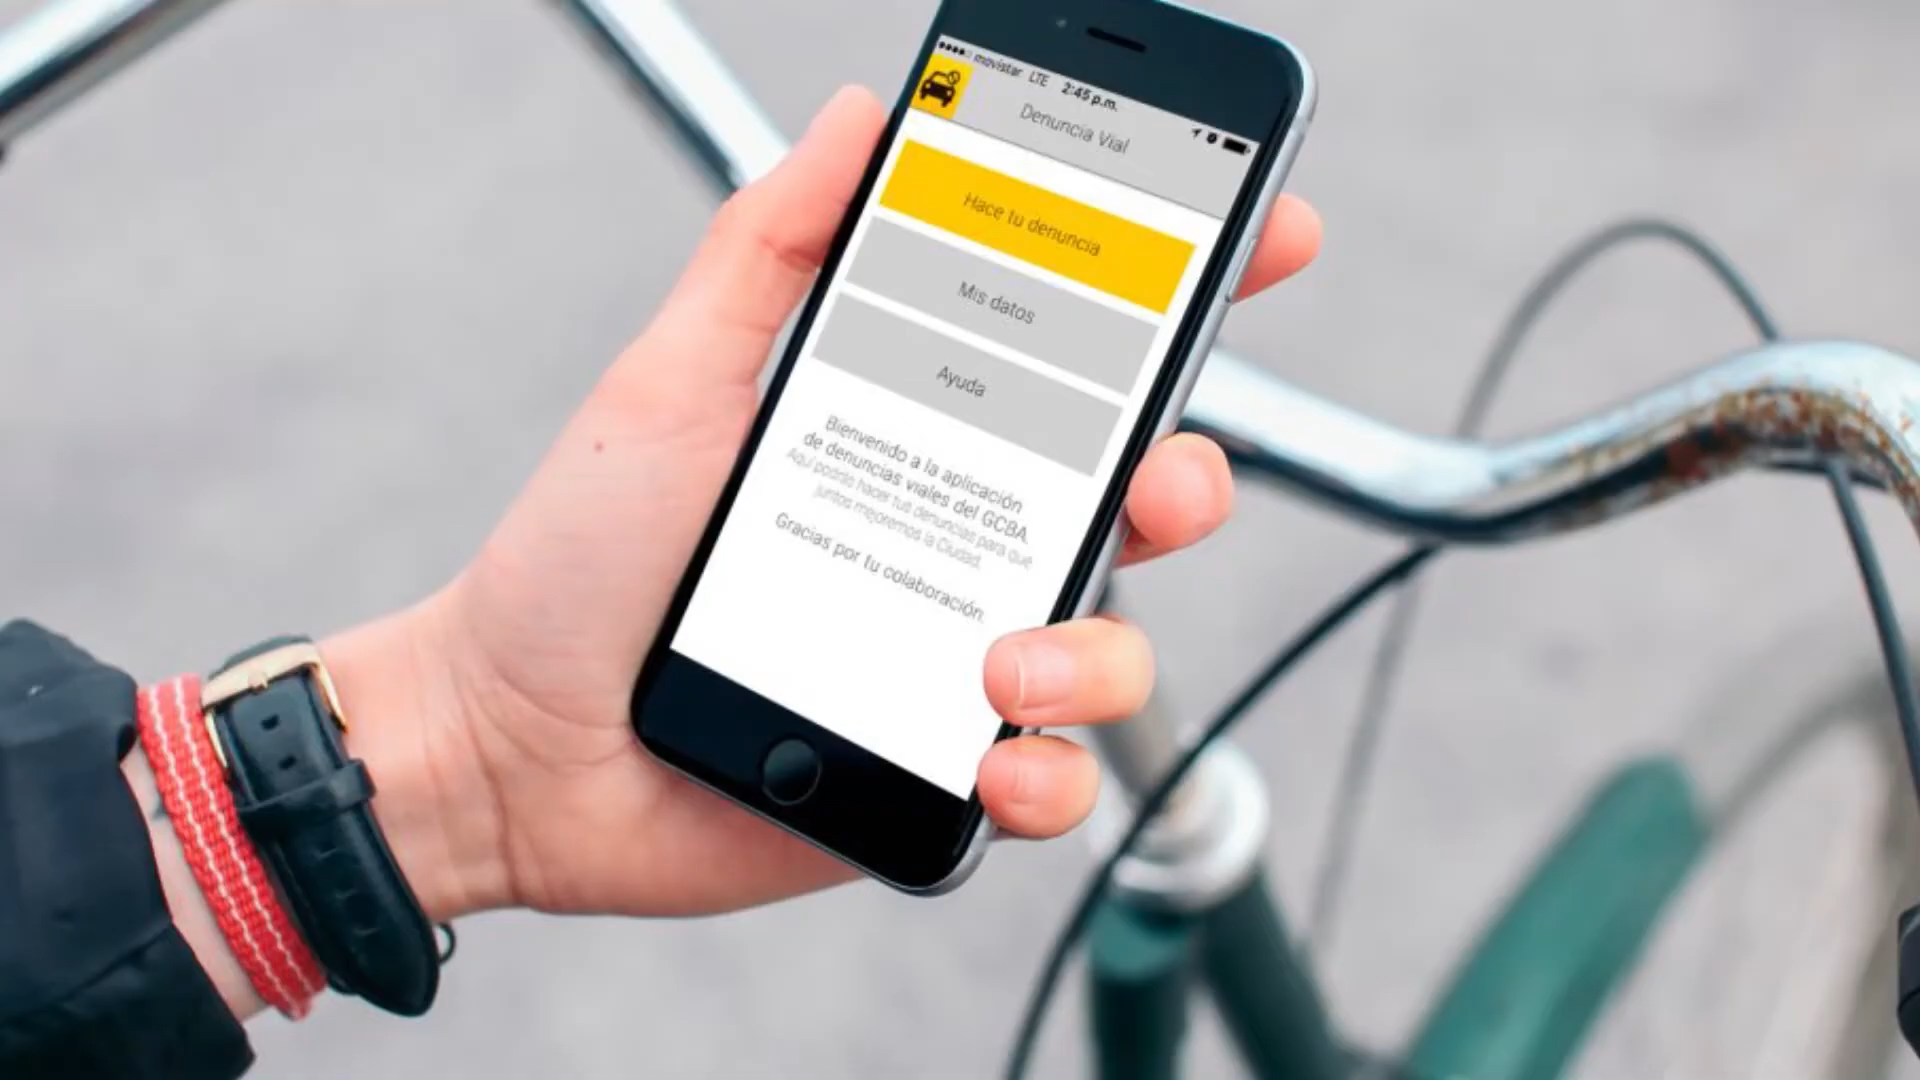 movistar LTE 2:45 p.m.
Denuncia Vial
Hace tu denuncia
Mis datos
Ayuda
Bienvenido a la aplicación
de denuncias viales del GCBA.
Aquí podrás hacer tus denuncias para que
juntos mejoremos la Ciudad.
Gracias por tu colaboración.